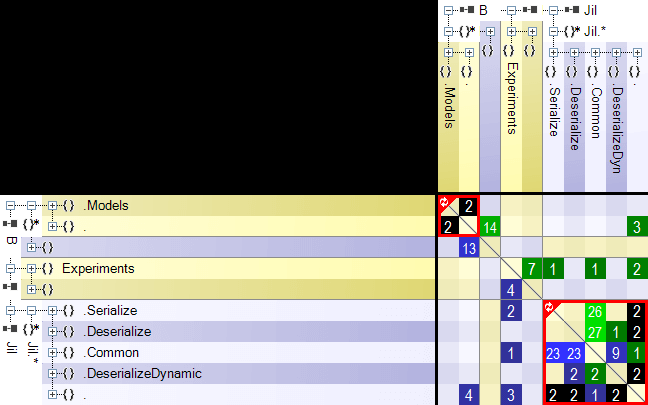 B Jil
Jil.*
.Models
.
Experiments
.Serialize
.Deserialize
.Common
.DeserializeDyn
.
B
.Models 2
. 2 14 3
13
Experiments 7 1 1 2
4
Jil
Jil.*
.Serialize 2 26 2
.Deserialize 27 1 2
.Common 1 23 23 9 1
.DeserializeDynamic 2 2 2
. 4 3 2 2 1 2